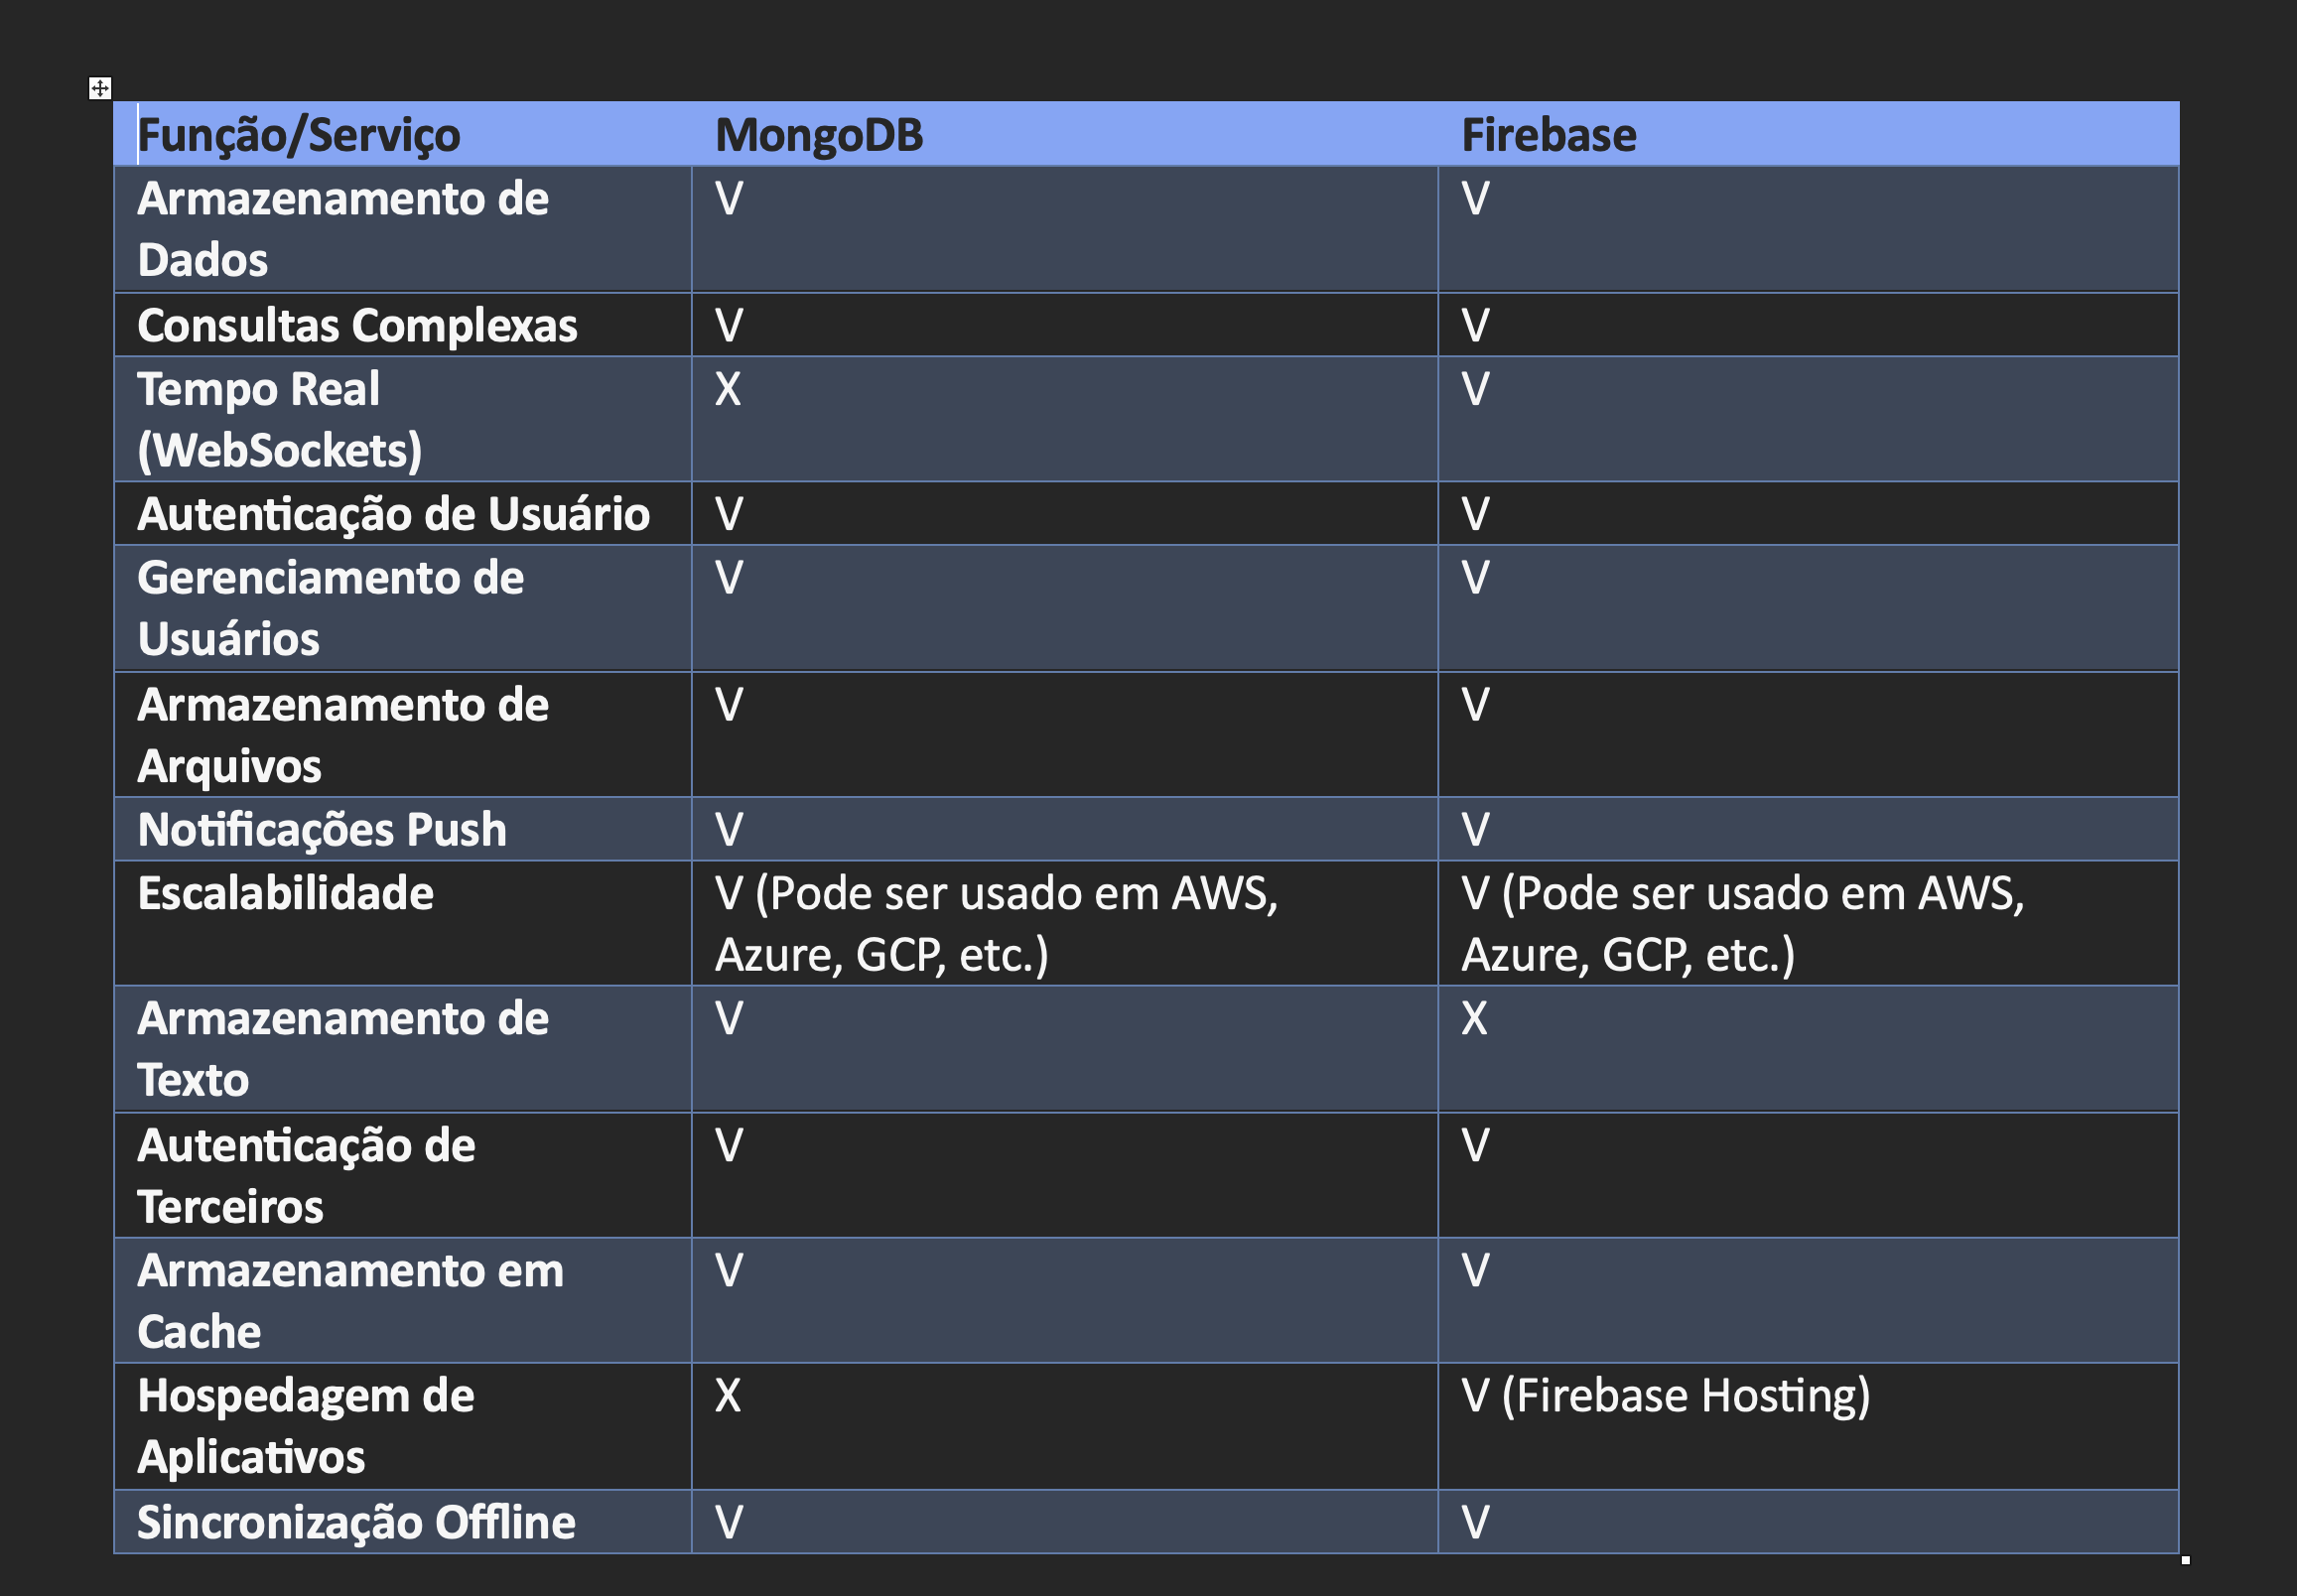 Função/Serviço MongoDB Firebase
Armazenamento de V V
Dados
Consultas Complexas V V
Tempo Real X V
(WebSockets)
Autenticação de Usuário V V
Gerenciamento de V V
Usuários
Armazenamento de V V
Arquivos
Notificações Push V V
Escalabilidade V (Pode ser usado em AWS, V (Pode ser usado em AWS,
Azure, GCP, etc.) Azure, GCP, etc.)
Armazenamento de V X
Texto
Autenticação de V V
Terceiros
Armazenamento em V V
Cache
Hospedagem de X V (Firebase Hosting)
Aplicativos
Sincronização Offline V V